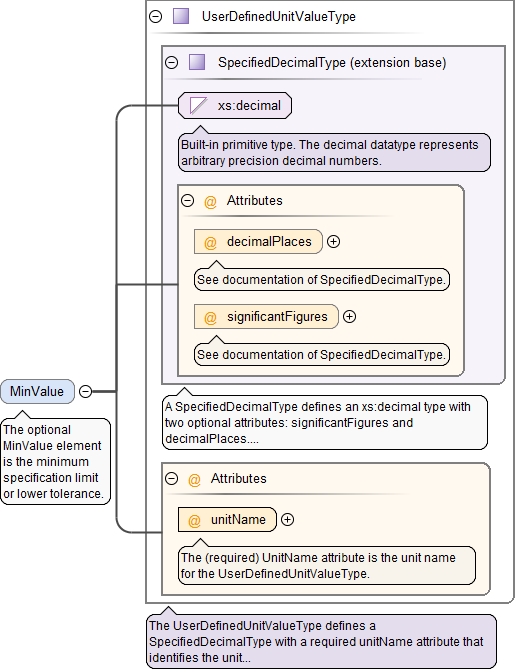 UserDefinedUnitValueType
SpecifiedDecimalType (extension base)
xs:decimal
Built-in primitive type. The decimal datatype represents
arbitrary precision decimal numbers.
@ Attributes
@ decimalPlaces
See documentation of SpecifiedDecimalType.
@ significantFigures
See documentation of SpecifiedDecimalType.
MinValue
The optional
MinValue element
is the minimum
specification limit
or lower tolerance.
A SpecifiedDecimalType defines an xs:decimal type with
two optional attributes: significantFigures and
decimalPlaces....
@ Attributes
@ unitName
The (required) UnitName attribute is the unit name
for the UserDefinedUnitValueType.
The UserDefinedUnitValueType defines a
SpecifiedDecimalType with a required unitName attribute that
identifies the unit...